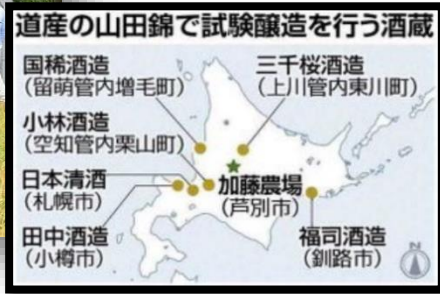 道産の山田錦で試験醸造を行う酒蔵
国稀酒造
(留萌管内増毛町)
三千桜酒造
(上川管内東川町)
小林酒造
(空知管内栗山町)
日本清酒
(札幌市)
加藤農場
(芦別市)
田中酒造
(小樽市)
福司酒造
(釧路市)
N